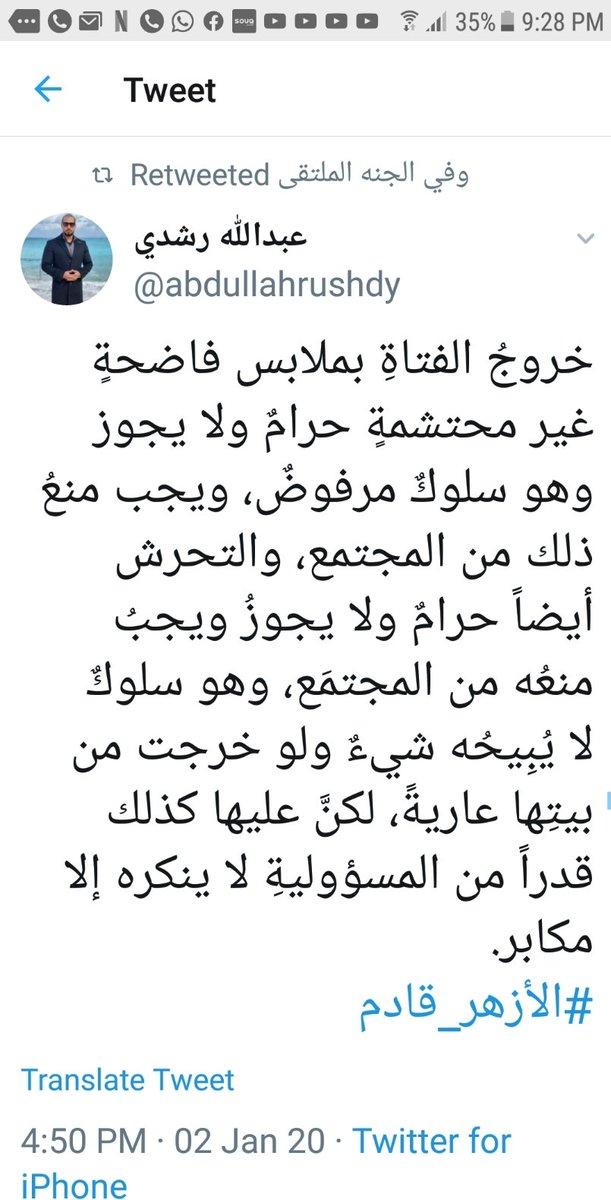 35% 9:28 PM
Tweet
وفي الجنه الملتقى Retweeted
عبدالله رشدي
@abdullahrushdy
خروجُ الفتاةِ بملابس فاضحةٍ
غير محتشمةٍ حرامٌ ولا يجوز
وهو سلوكٌ مرفوضٌ، ويجب منعُ
ذلك من المجتمع، والتحرش
أيضاً حرامٌ ولا يجوزُ ويجبُ
منعُه من المجتمَع، وهو سلوكٌ
لا يُبِيحُه شيءٌ ولو خرجت من
بيتِها عاريةً، لكنَّ عليها كذلك
قدراً من المسؤوليةِ لا ينكره إلا
مكابر.
#الأزهر_قادم
Translate Tweet
4:50 PM · 02 Jan 20 · Twitter for
iPhone